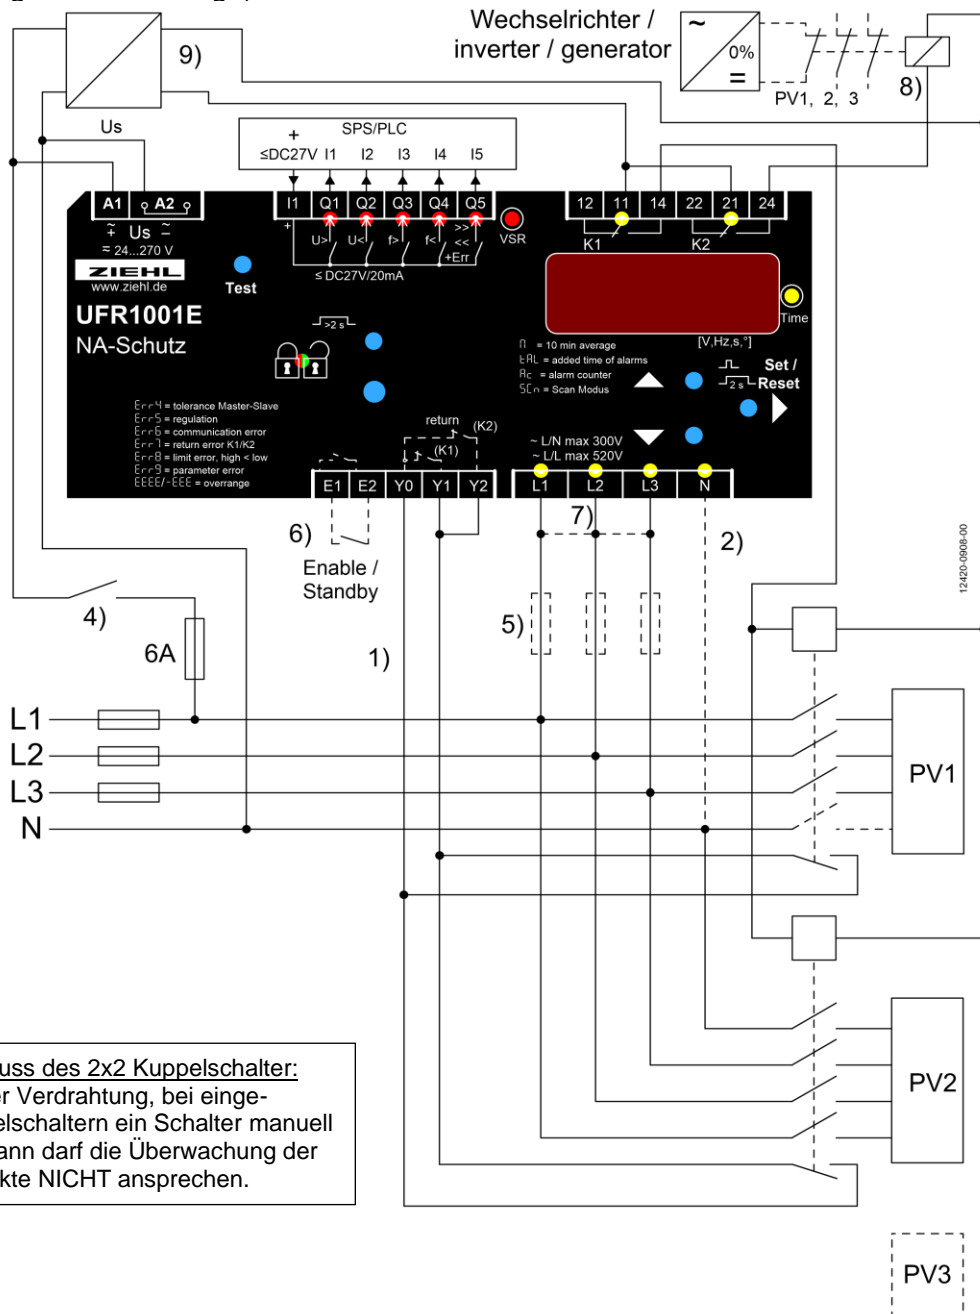 Wechselrichter /
inverter / generator
~
0%
=
PV1, 2, 3
8)
9)
Us
SPS/PLC
+
≤DC27V I1 I2 I3 I4 I5
A1 A2
I1 Q1 Q2 Q3 Q4 Q5
12 11 14 22 21 24
~
+ Us ~
-
≂ 24...270 V
+
U> U< f> f< >>
<<
+Err
≤ DC27V/20mA
VSR
K1 K2
ZIEHL
www.ziehl.de
Test
UFR1001E
NA-Schutz
>2 s
Time
[V,Hz,s,°]
n = 10 min average
tAL = added time of alarms
Ac = alarm counter
SCn = Scan Modus
Set /
Reset
2 s
Err4 = tolerance Master-Slave
Err5 = regulation
Err6 = communication error
Err7 = return error K1/K2
Err8 = limit error, high < low
Err9 = parameter error
EEEE/-EEE = overrange
return
(K2)
(K1)
~ L/N max 300V
~ L/L max 520V
E1 E2 Y0 Y1 Y2
L1 L2 L3 N
6)
Enable /
Standby
7)
2)
12420-0908-00
4)
6A
1)
5)
L1
L2
L3
N
PV1
PV2
PV3
uss des 2x2 Kuppelschalter:
er Verdrahtung, bei einge-
elschaltern ein Schalter manuell
ann darf die Überwachung der
kte NICHT ansprechen.